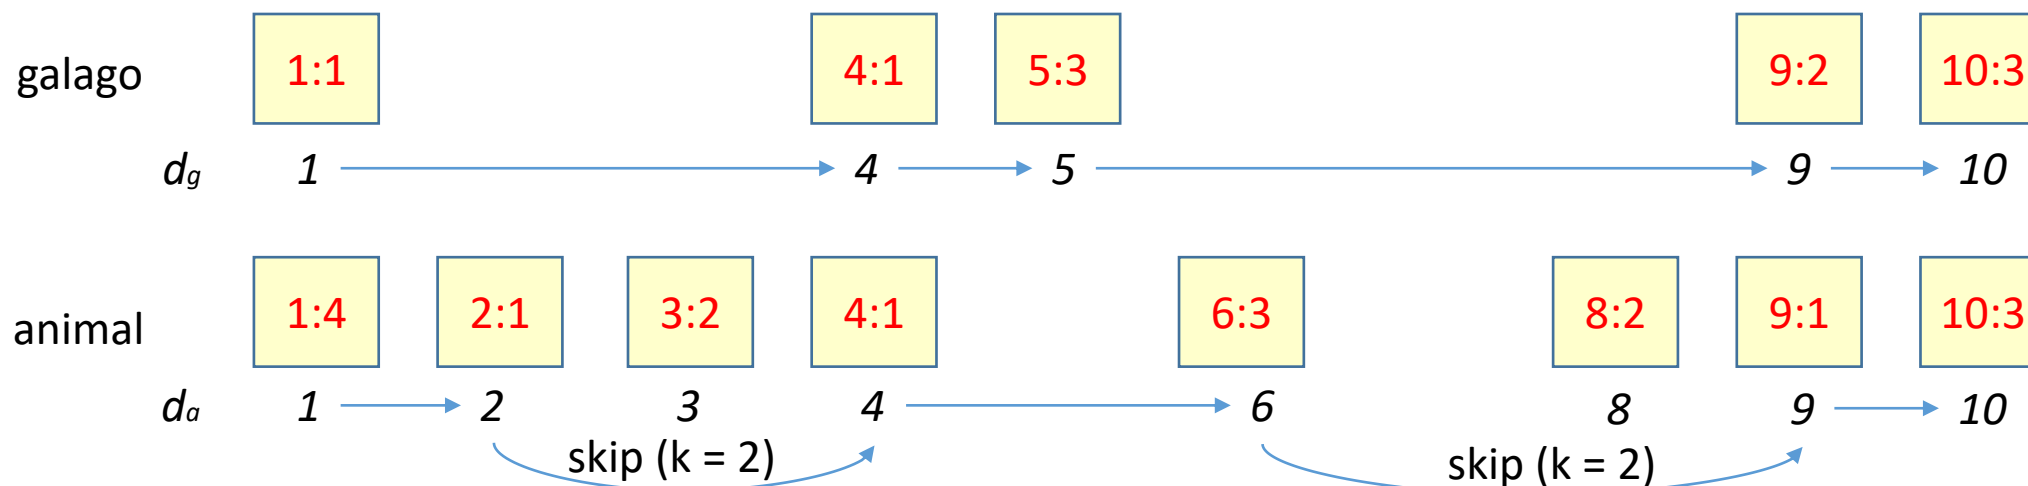 galago 1:1 4:1 5:3 9:2 10:3
dg 1 4 5 9 10
animal 1:4 2:1 3:2 4:1 6:3 8:2 9:1 10:3
da 1 2 3 4 6 8 9 10
skip (k = 2) skip (k = 2)